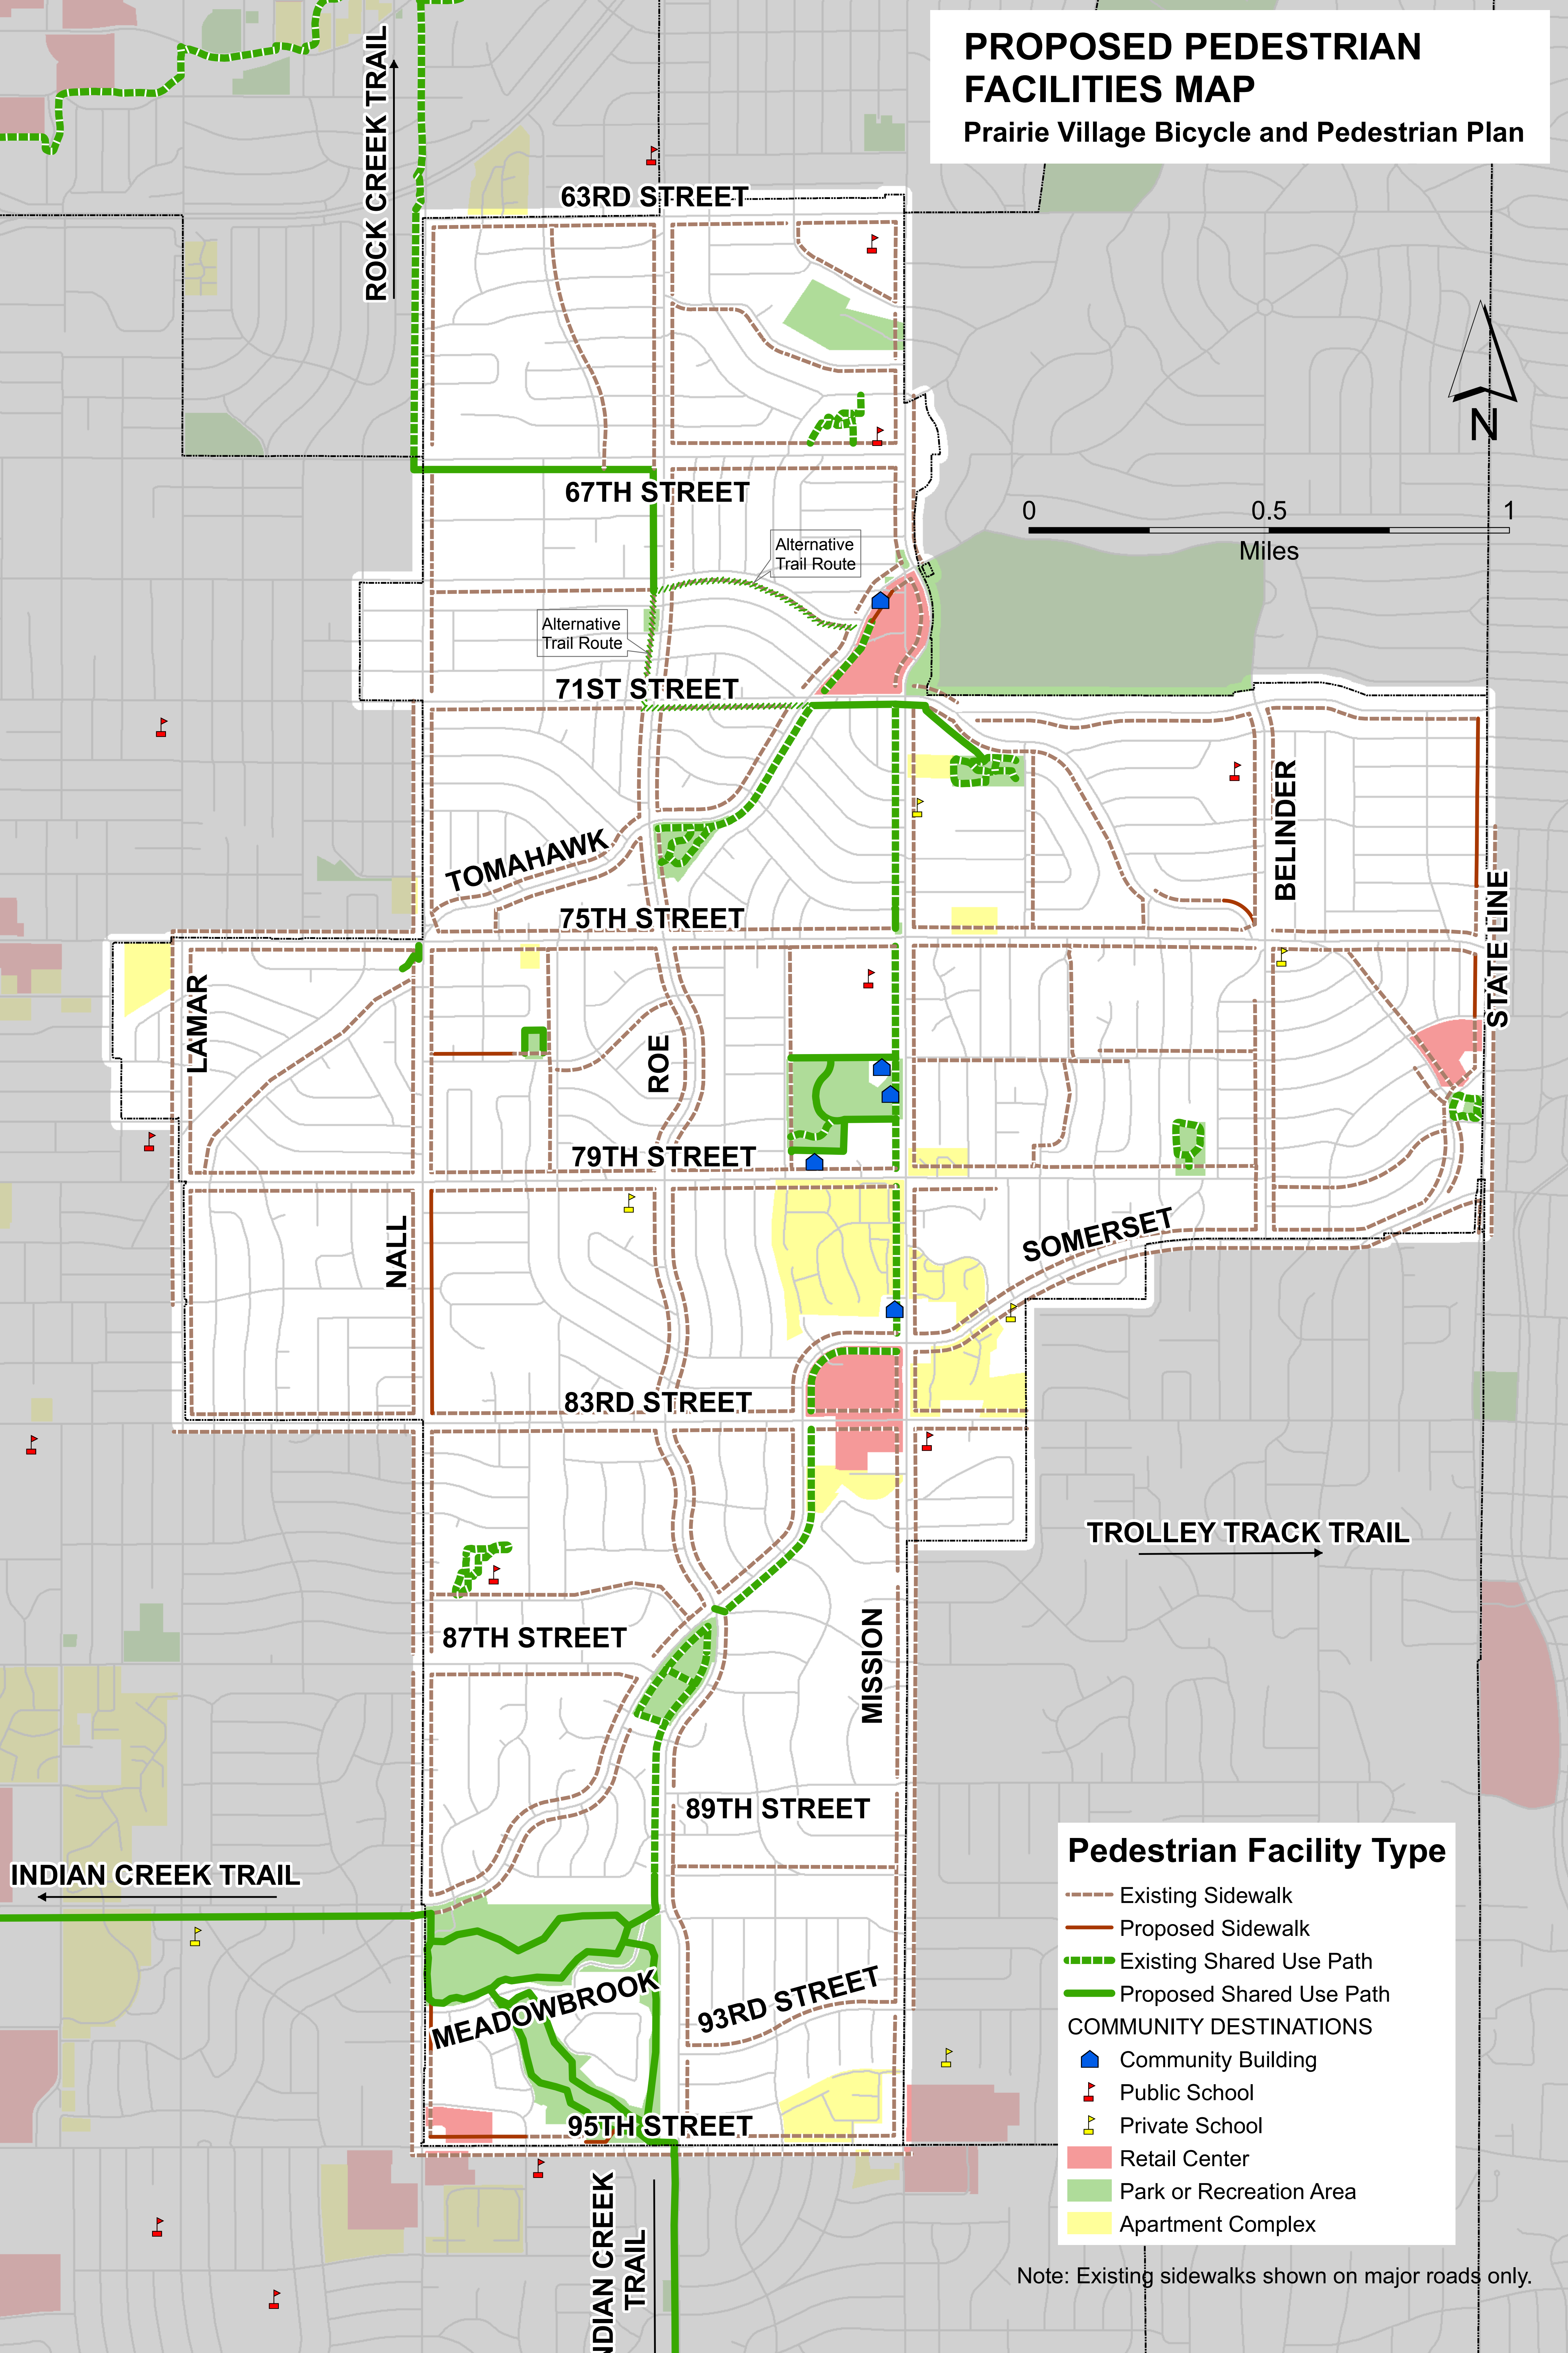 PROPOSED PEDESTRIAN
FACILITIES MAP
Prairie Village Bicycle and Pedestrian Plan
ROCK CREEK TRAIL
63RD STREET
N
67TH STREET
0 0.5 1
Miles
Alternative
Trail Route
Alternative
Trail Route
71ST STREET
BELINDER
TOMAHAWK
75TH STREET
STATE LINE
LAMAR
ROE
79TH STREET
NALL
SOMERSET
83RD STREET
TROLLEY TRACK TRAIL
87TH STREET
MISSION
89TH STREET
INDIAN CREEK TRAIL
MEADOWBROOK
93RD STREET
95TH STREET
INDIAN CREEK
TRAIL
Pedestrian Facility Type
Existing Sidewalk
Proposed Sidewalk
Existing Shared Use Path
Proposed Shared Use Path
COMMUNITY DESTINATIONS
Community Building
Public School
Private School
Retail Center
Park or Recreation Area
Apartment Complex
Note: Existing sidewalks shown on major roads only.